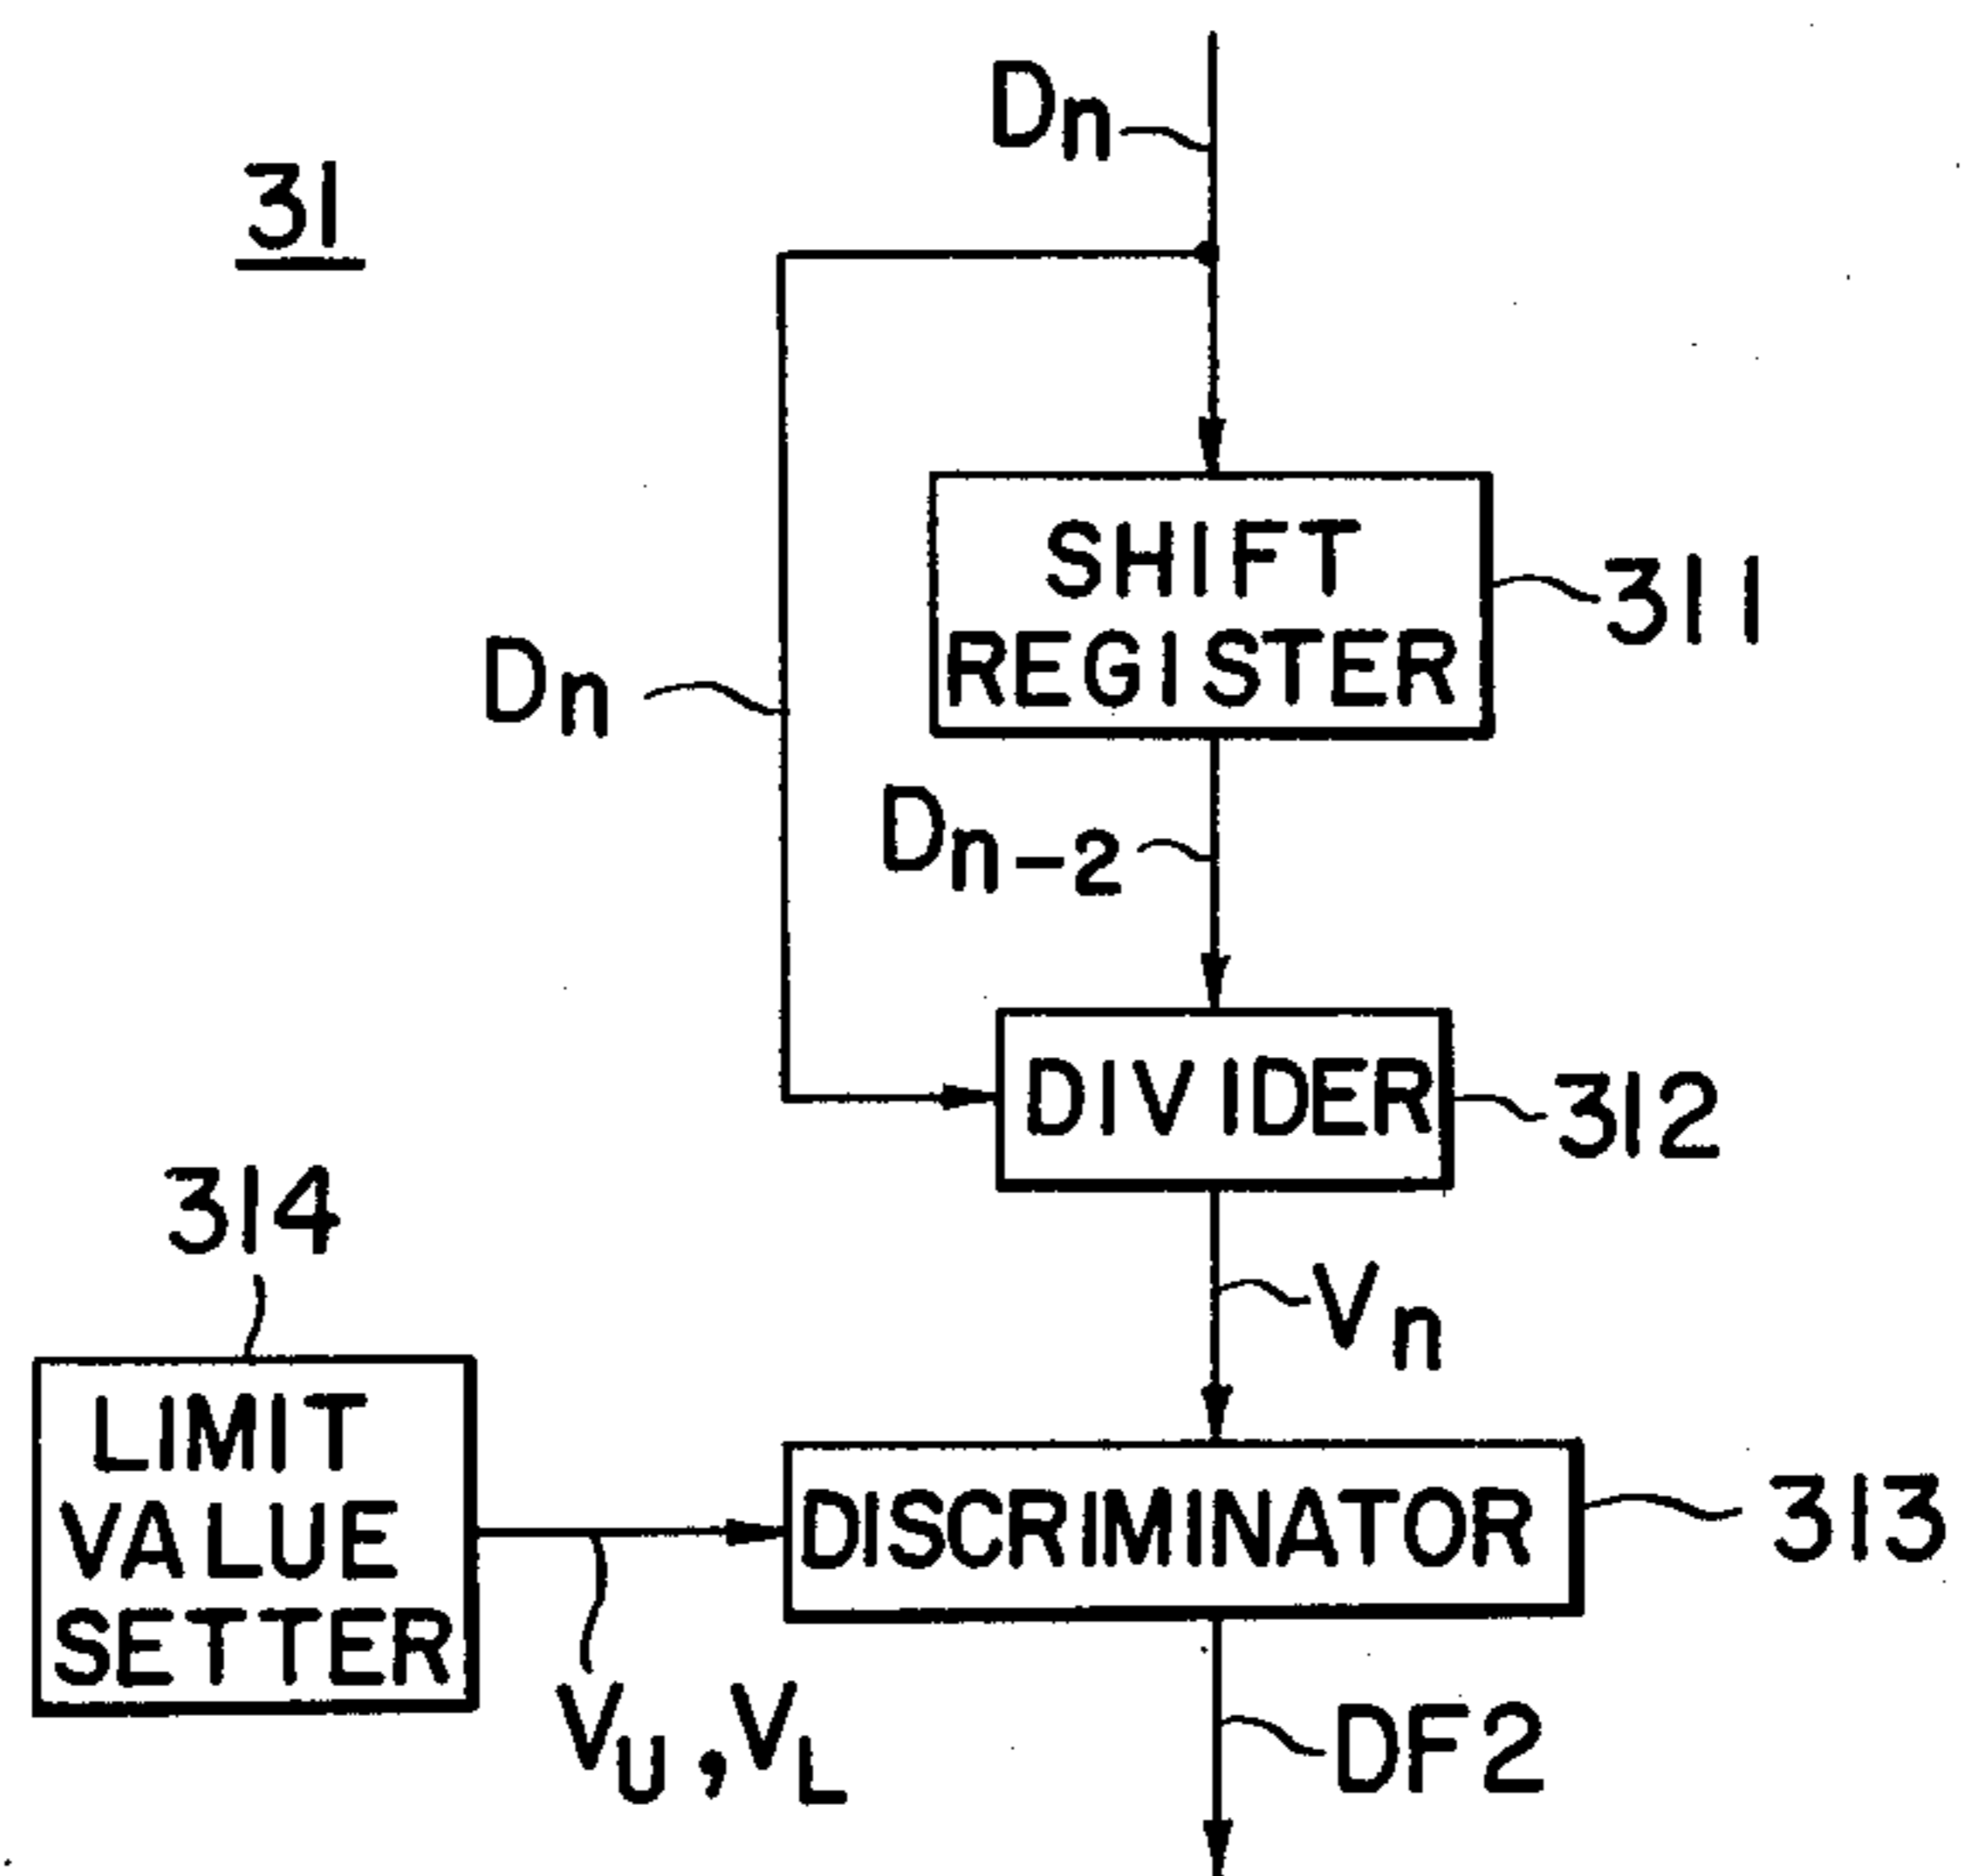 Dn
31
SHIFT
REGISTER
311
Dn
Dn-2
DIVIDER
312
314
Vn
LIMIT
VALUE
SETTER
DISCRIMINATOR
313
VU, VL
DF2